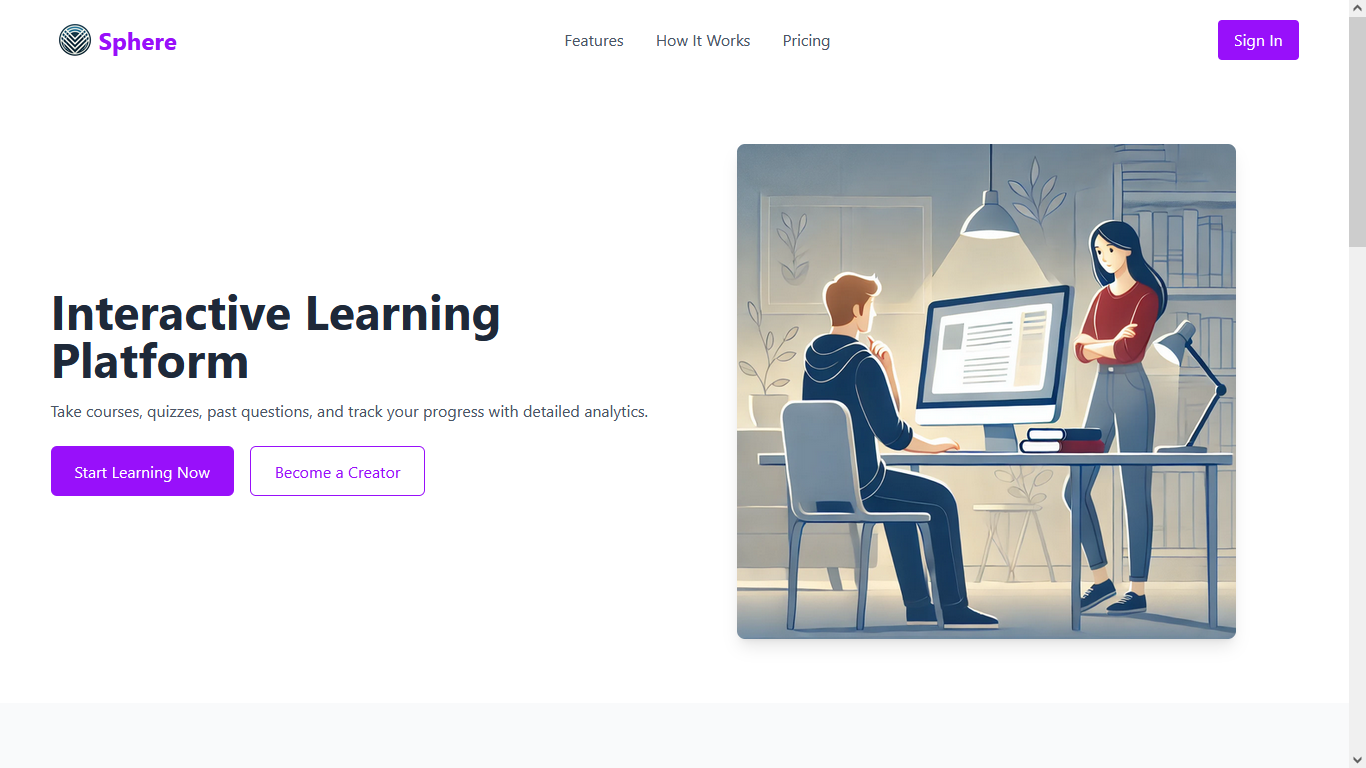 Sphere
Features
How It Works
Pricing
Sign In
Interactive Learning
Platform
Take courses, quizzes, past questions, and track your progress with detailed analytics.
Start Learning Now
Become a Creator